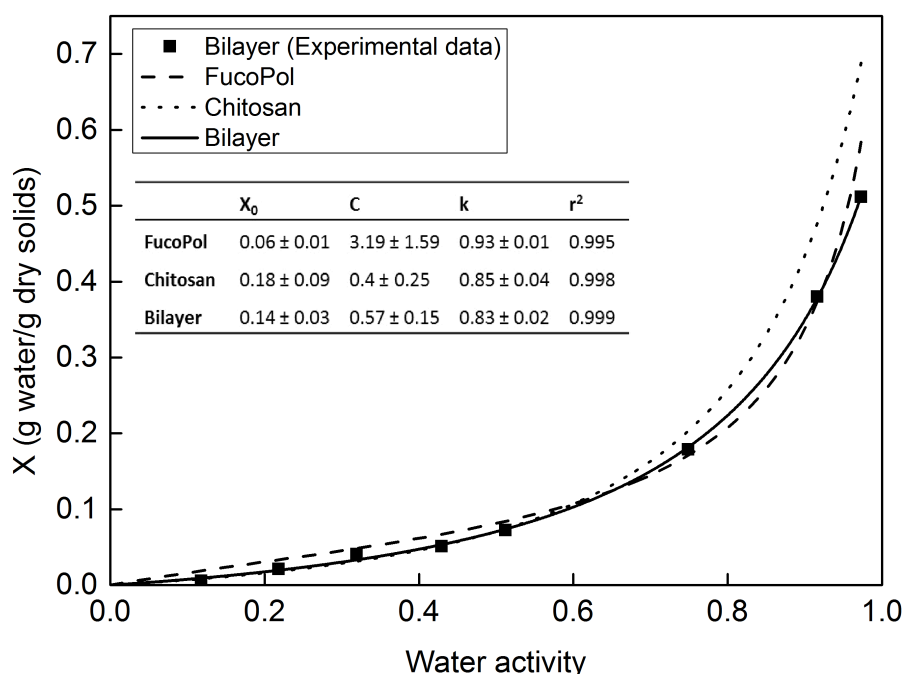 Bilayer (Experimental data)
FucoPol
Chitosan
Bilayer
X₀ C k r²
FucoPol 0.06 ± 0.01 3.19 ± 1.59 0.93 ± 0.01 0.995
Chitosan 0.18 ± 0.09 0.4 ± 0.25 0.85 ± 0.04 0.998
Bilayer 0.14 ± 0.03 0.57 ± 0.15 0.83 ± 0.02 0.999
X (g water/g dry solids)
0.7
0.6
0.5
0.4
0.3
0.2
0.1
0.0
0.0 0.2 0.4 0.6 0.8 1.0
Water activity